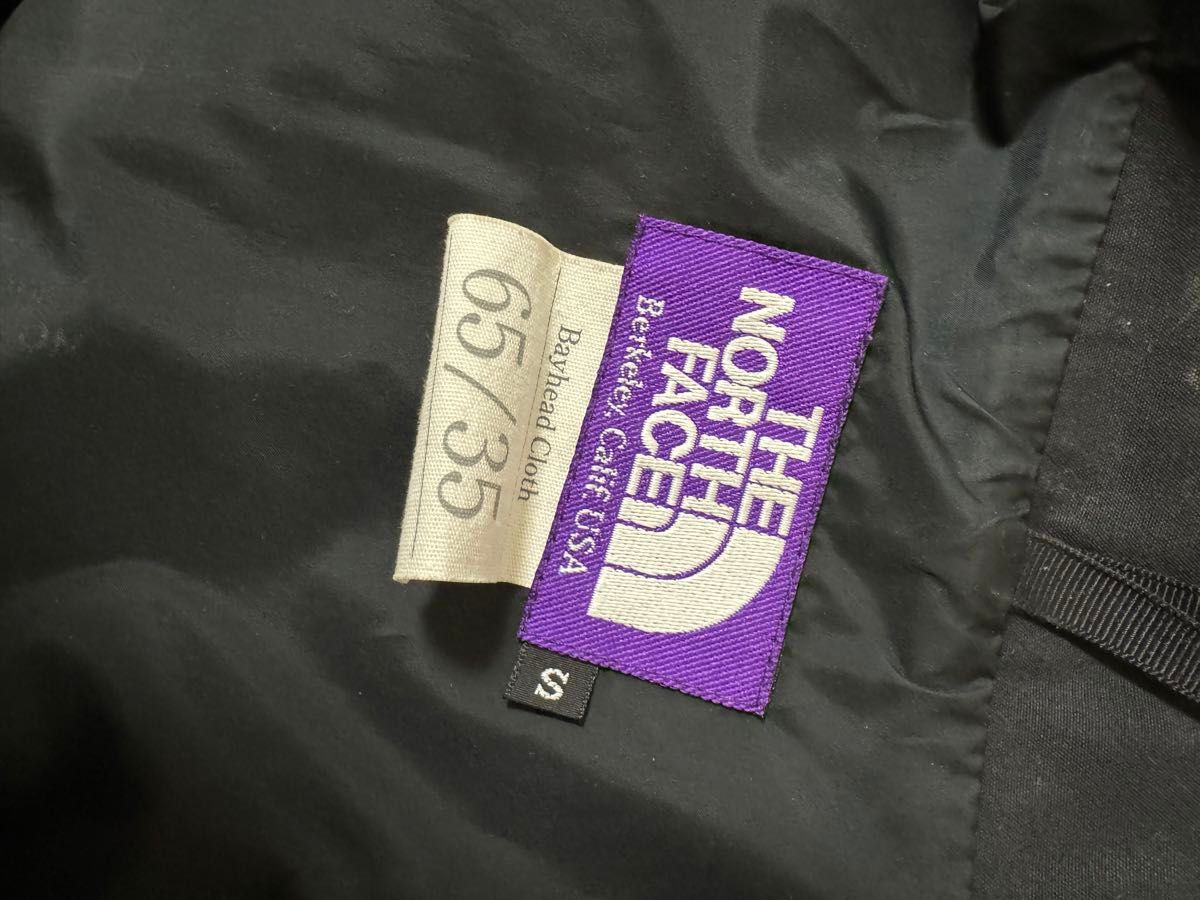 THE
NORTH
FACE
Berkeley, Calif. USA
Bayhead Cloth
65/35
S